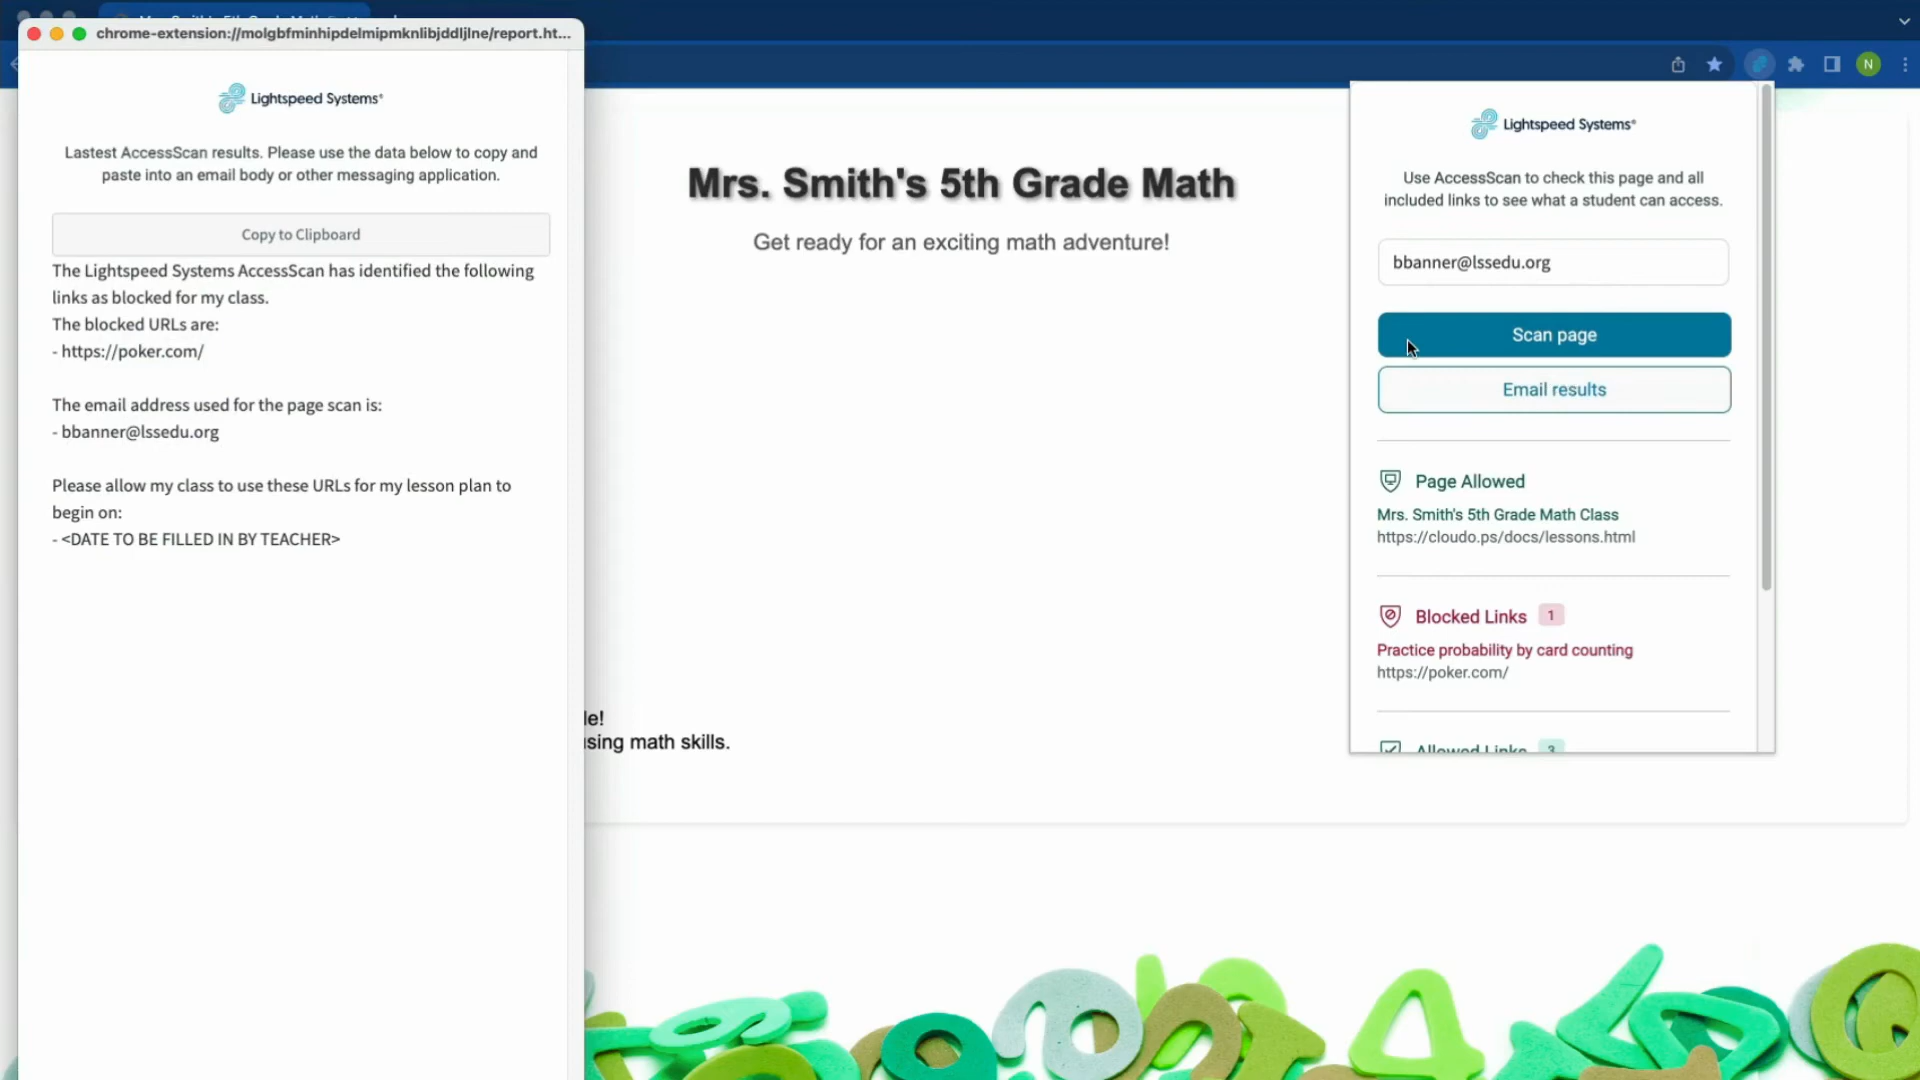 chrome-extension://molgbfminhipdelmipmknlibjddljlne/report.ht...
Lightspeed Systems®
Lastest AccessScan results. Please use the data below to copy and
paste into an email body or other messaging application.
Copy to Clipboard
The Lightspeed Systems AccessScan has identified the following
links as blocked for my class.
The blocked URLs are:
- https://poker.com/
The email address used for the page scan is:
- bbanner@lssedu.org
Please allow my class to use these URLs for my lesson plan to
begin on:
- <DATE TO BE FILLED IN BY TEACHER>
Mrs. Smith's 5th Grade Math
Get ready for an exciting math adventure!
le!
using math skills.
N
Lightspeed Systems®
Use AccessScan to check this page and all
included links to see what a student can access.
bbanner@lssedu.org
Scan page
Email results
Page Allowed
Mrs. Smith's 5th Grade Math Class
https://cloudo.ps/docs/lessons.html
Blocked Links 1
Practice probability by card counting
https://poker.com/
Allowed Links 3